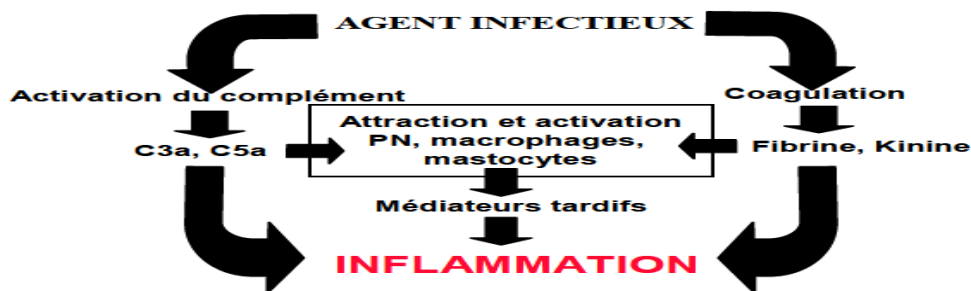 AGENT INFECTIEUX
Activation du complément
Coagulation
Attraction et activation
PN, macrophages,
mastocytes
C3a, C5a
Fibrine, Kinine
Médiateurs tardifs
INFLAMMATION